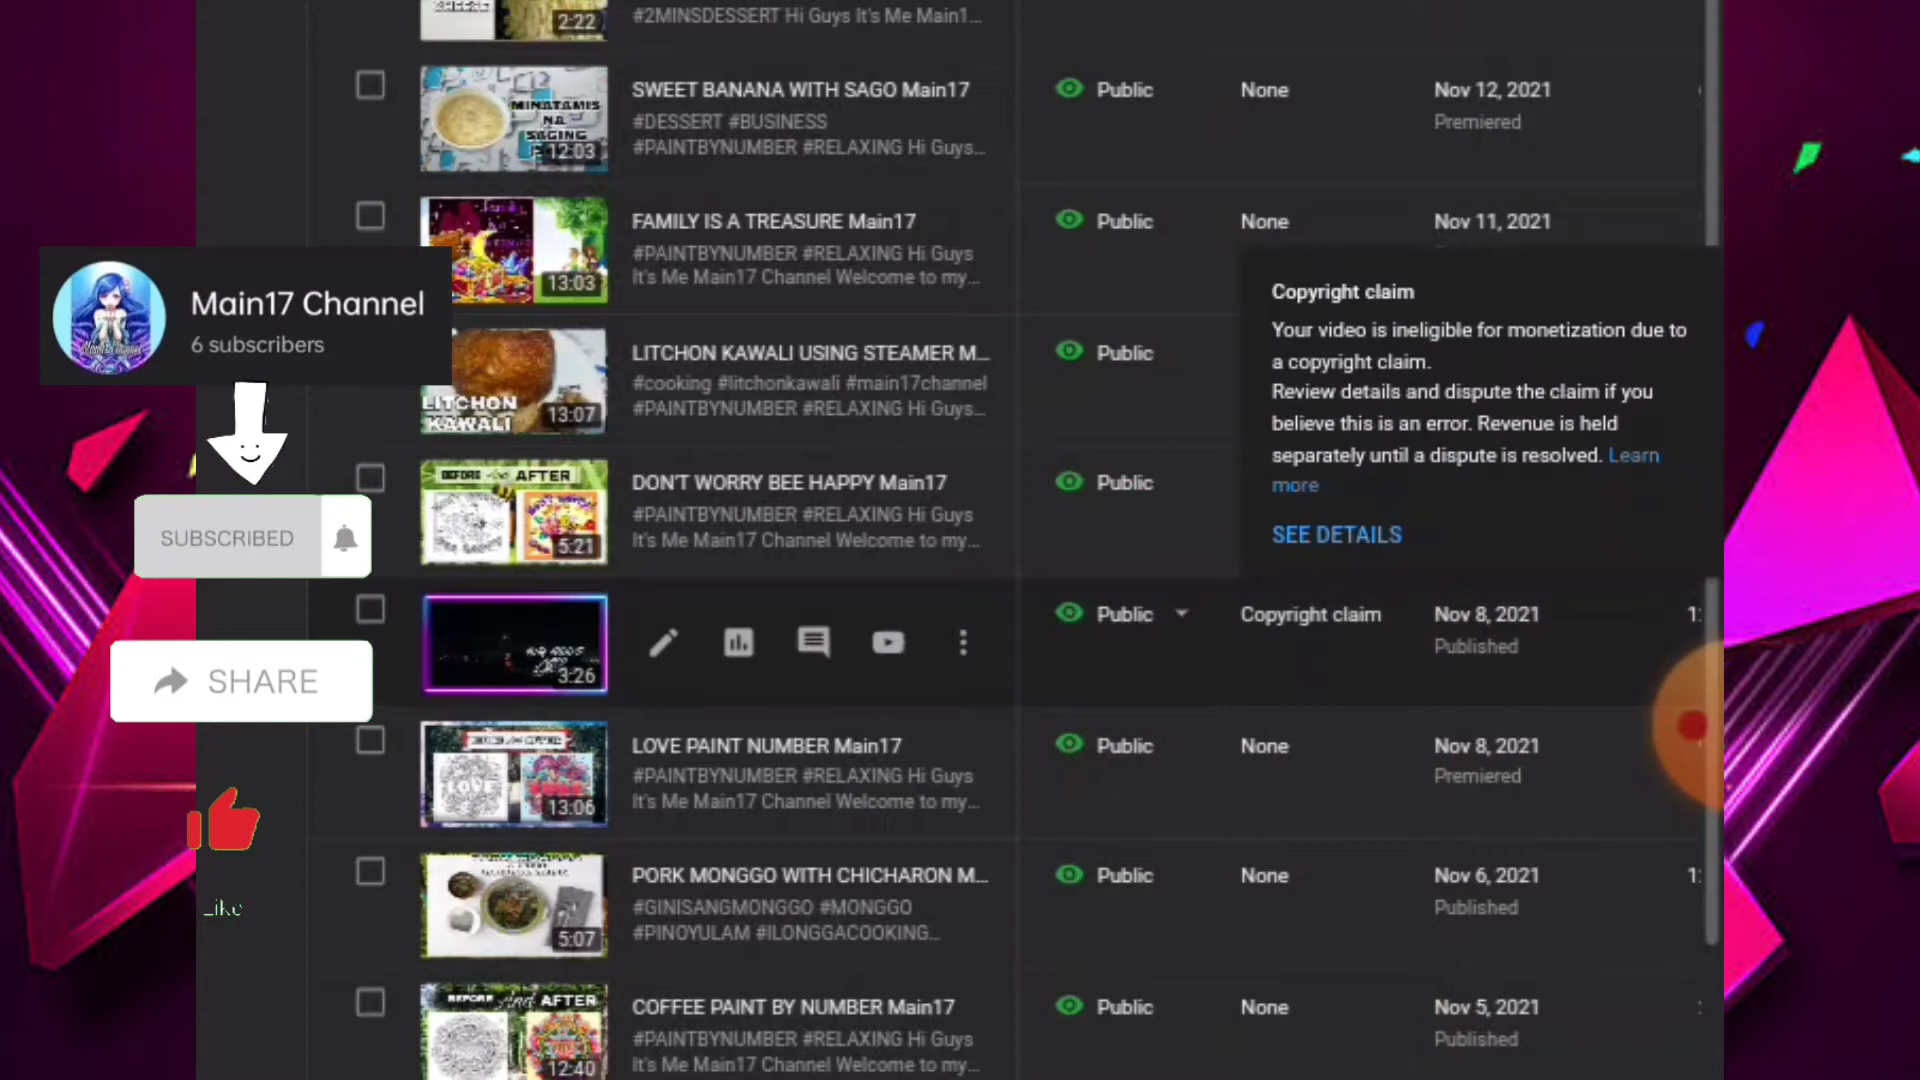 CHEESE
2:22
#2MINSDESSERT Hi Guys It's Me Main1...
MINATAMIS
NA
SAGING
12:03
SWEET BANANA WITH SAGO Main17
#DESSERT #BUSINESS
#PAINTBYNUMBER #RELAXING Hi Guys...
Public
None
Nov 12, 2021
Premiered
13:03
FAMILY IS A TREASURE Main17
#PAINTBYNUMBER #RELAXING Hi Guys
It's Me Main17 Channel Welcome to my...
Public
None
Nov 11, 2021
Main17 Channel
6 subscribers
LITCHON
KAWALI
13:07
LITCHON KAWALI USING STEAMER M...
#cooking #litchonkawali #main17channel
#PAINTBYNUMBER #RELAXING Hi Guys...
Public
Copyright claim
Your video is ineligible for monetization due to
a copyright claim.
Review details and dispute the claim if you
believe this is an error. Revenue is held
separately until a dispute is resolved. Learn
more
SEE DETAILS
SUBSCRIBED
BEFORE And AFTER
5:21
DON'T WORRY BEE HAPPY Main17
#PAINTBYNUMBER #RELAXING Hi Guys
It's Me Main17 Channel Welcome to my...
Public
SHARE
3:26
Public
Copyright claim
Nov 8, 2021
Published
LOVE
13:06
LOVE PAINT NUMBER Main17
#PAINTBYNUMBER #RELAXING Hi Guys
It's Me Main17 Channel Welcome to my...
Public
None
Nov 8, 2021
Premiered
Like
5:07
PORK MONGGO WITH CHICHARON M...
#GINISANGMONGGO #MONGGO
#PINOYULAM #ILONGGACOOKING...
Public
None
Nov 6, 2021
Published
BEFORE And AFTER
12:40
COFFEE PAINT BY NUMBER Main17
#PAINTBYNUMBER #RELAXING Hi Guys
It's Me Main17 Channel Welcome to my...
Public
None
Nov 5, 2021
Published